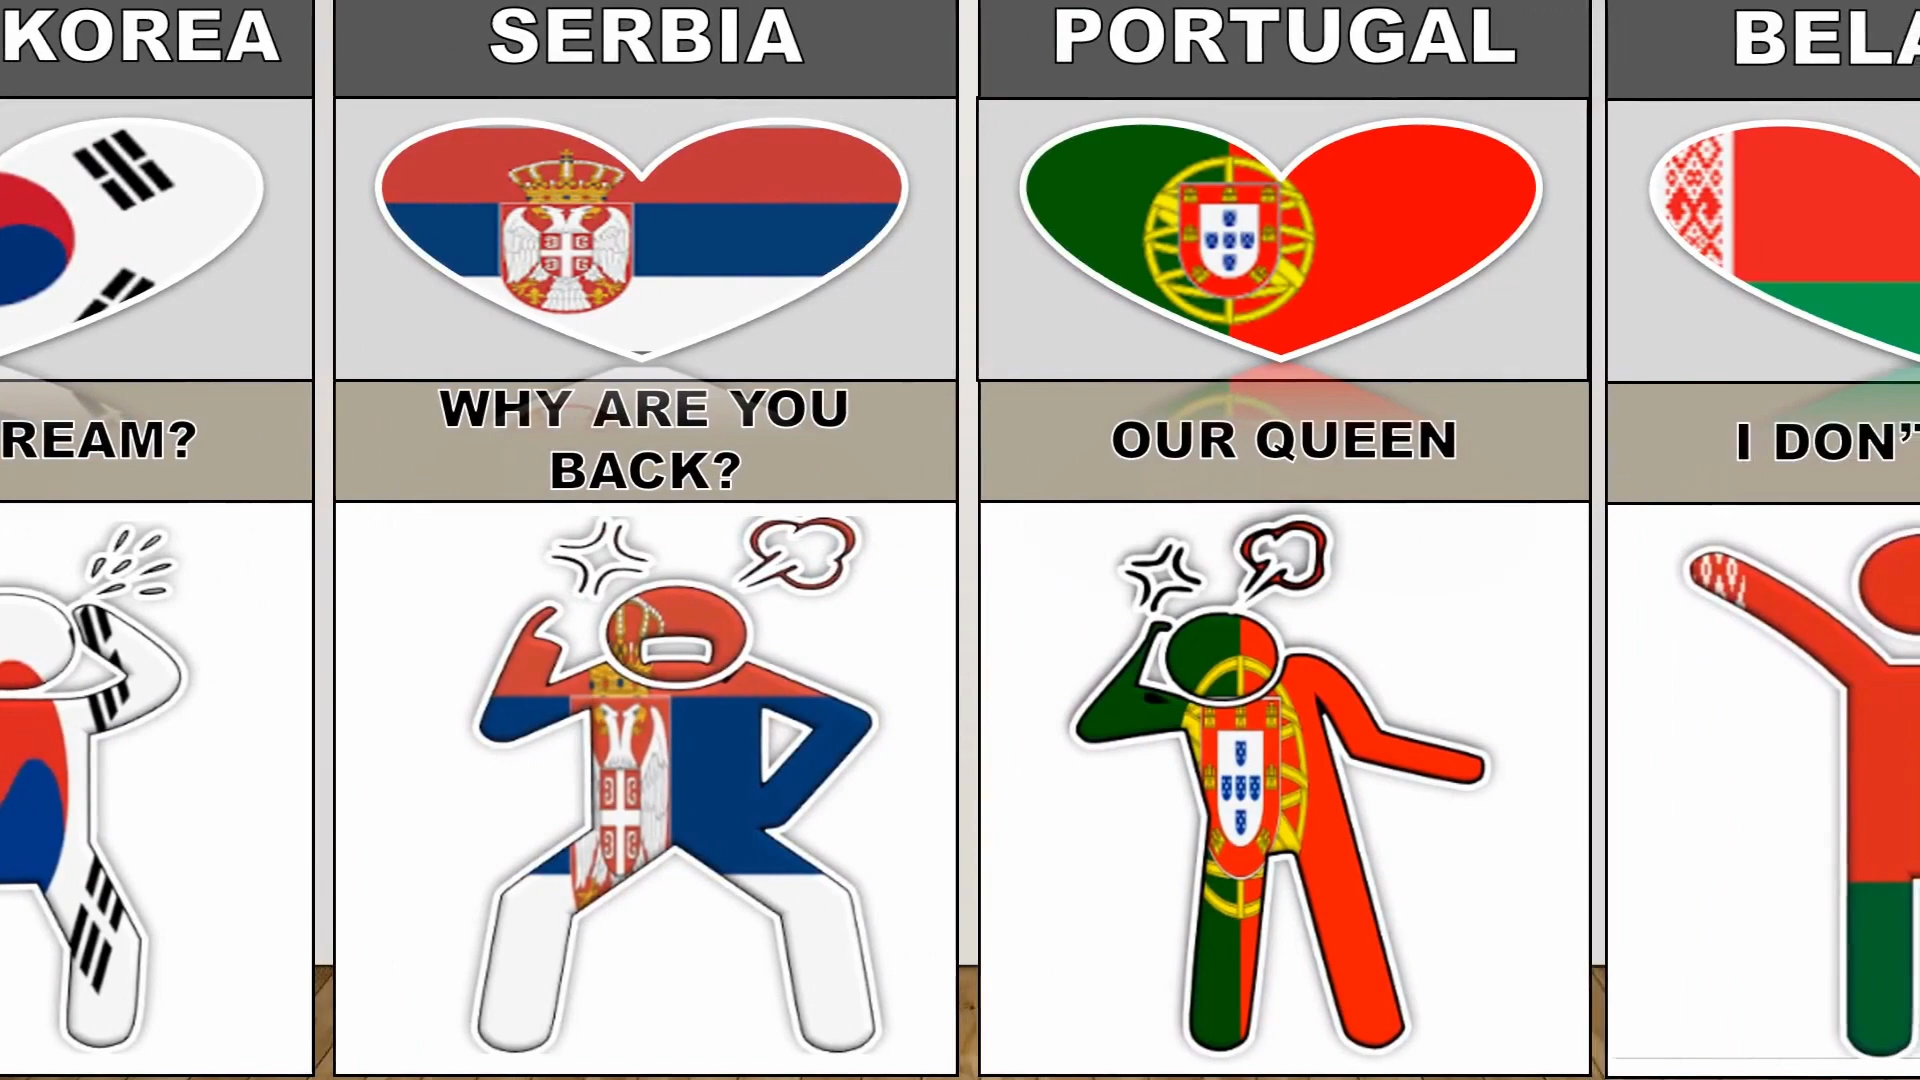 KOREA
SERBIA
PORTUGAL
BELA
REAM?
WHY ARE YOU
BACK?
OUR QUEEN
I DON'T